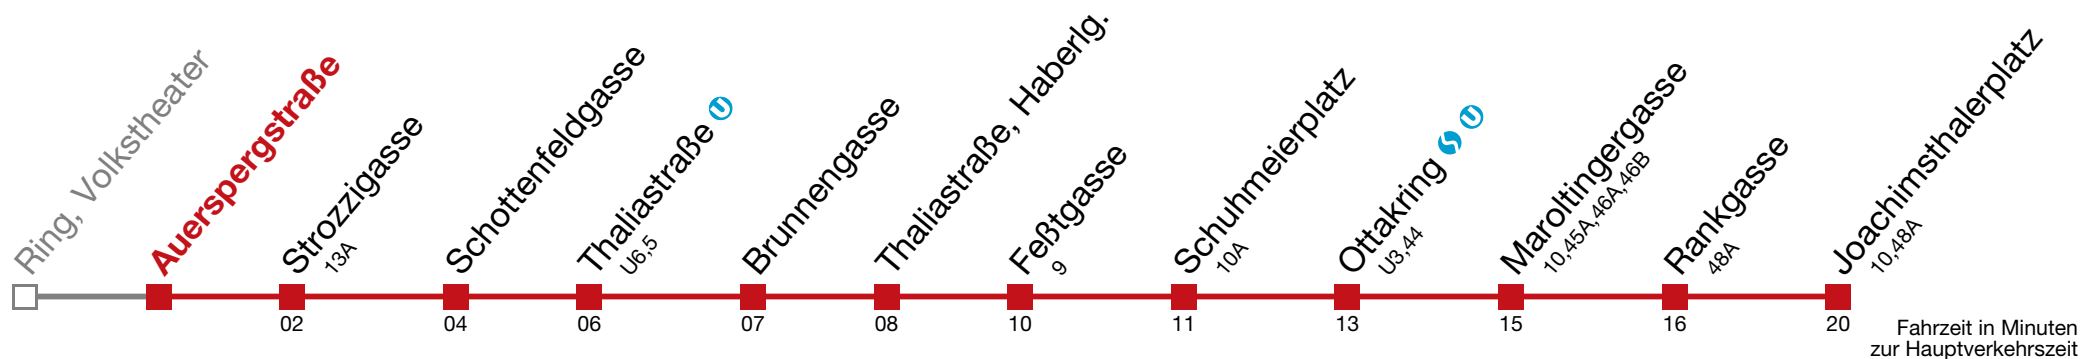 Ring, Volkstheater
Auerspergstraße
Strozzigasse
13A
Schottenfeldgasse
Thaliastraße U
U6,5
Brunnengasse
Thaliastraße, Haberlg.
Feßtgasse
9
Schuhmeierplatz
10A
Ottakring S U
U3,44
Maroltingergasse
10,45A,46A,46B
Rankgasse
48A
Joachimsthalerplatz
10,48A
02 04 06 07 08 10 11 13 15 16 20
Fahrzeit in Minuten
zur Hauptverkehrszeit